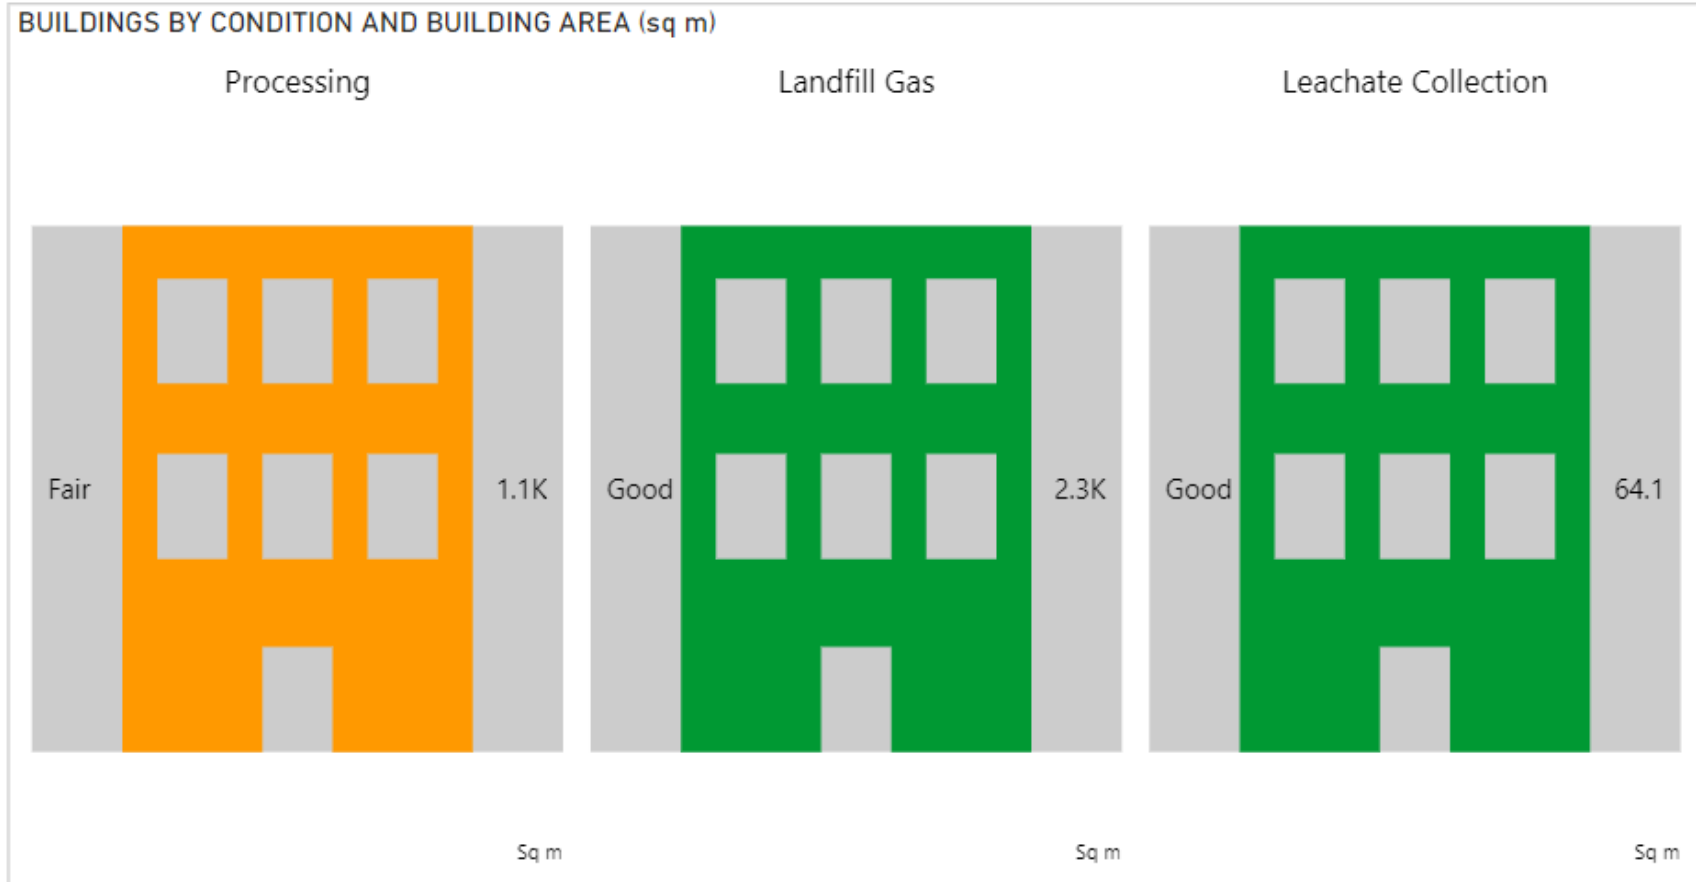 BUILDINGS BY CONDITION AND BUILDING AREA (sq m)
Processing
Landfill Gas
Leachate Collection
Fair
1.1K
Good
2.3K
Good
64.1
Sq m
Sq m
Sq m